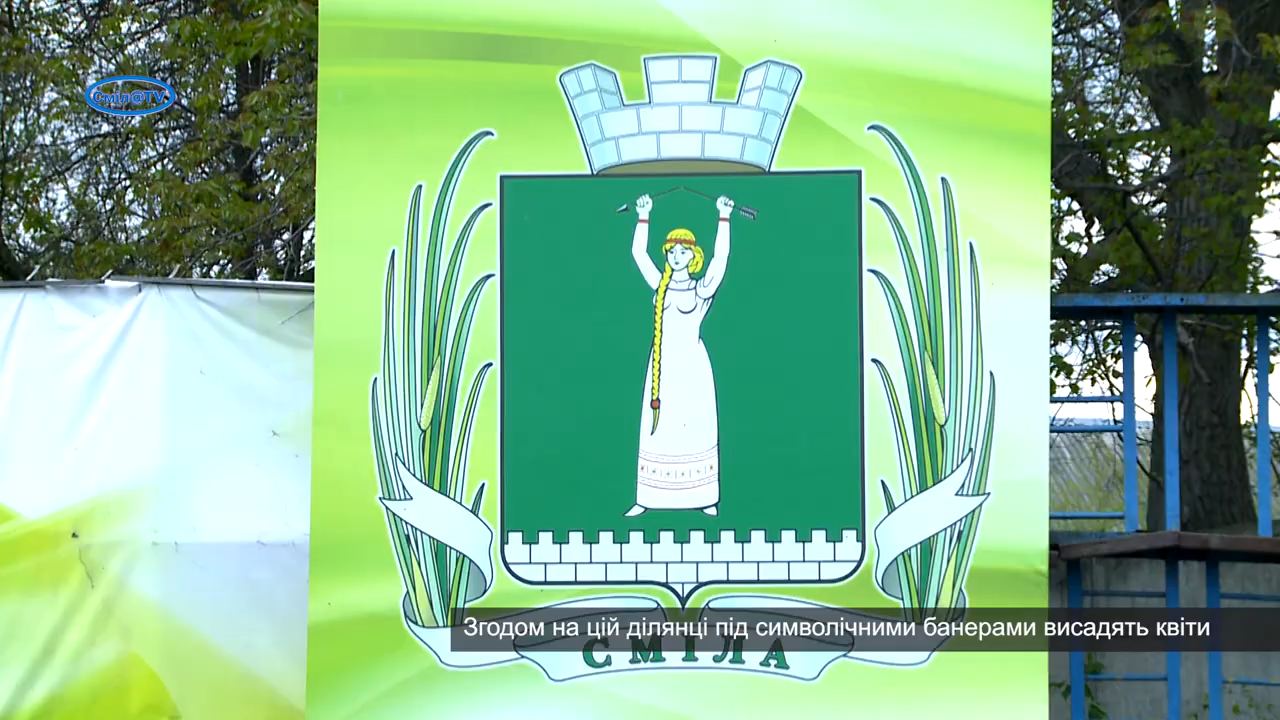 Сміл@TV
Згодом на цій ділянці під символічними банерами висадять квіти
СМІЛА